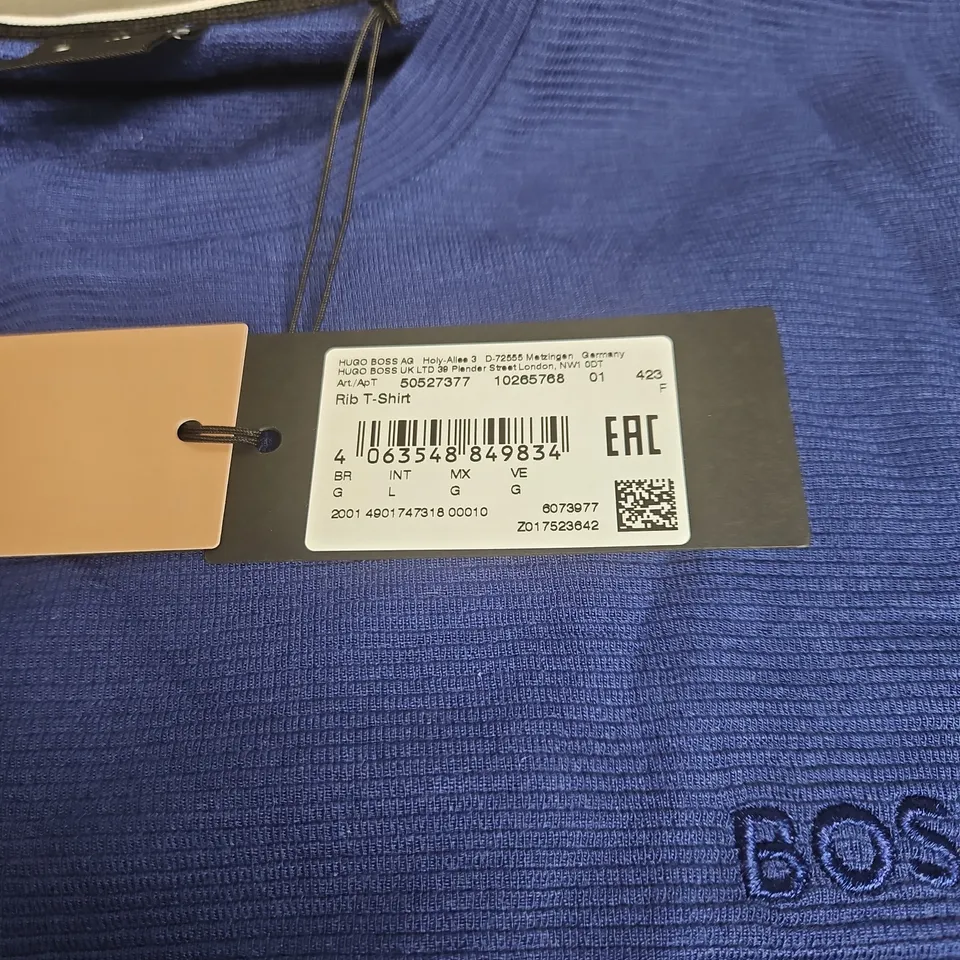 HUGO BOSS AG Holy-Allee 3 D-72555 Metzingen Germany
HUGO BOSS UK LTD 39 Plender Street London, NW1 0DT
Art./ApT 50527377 10265768 01 423
F
Rib T-Shirt
EAC
4 063548 849834
BR INT MX VE
G L G G
2001 4901747318 00010
6073977
Z017523642
BOSS